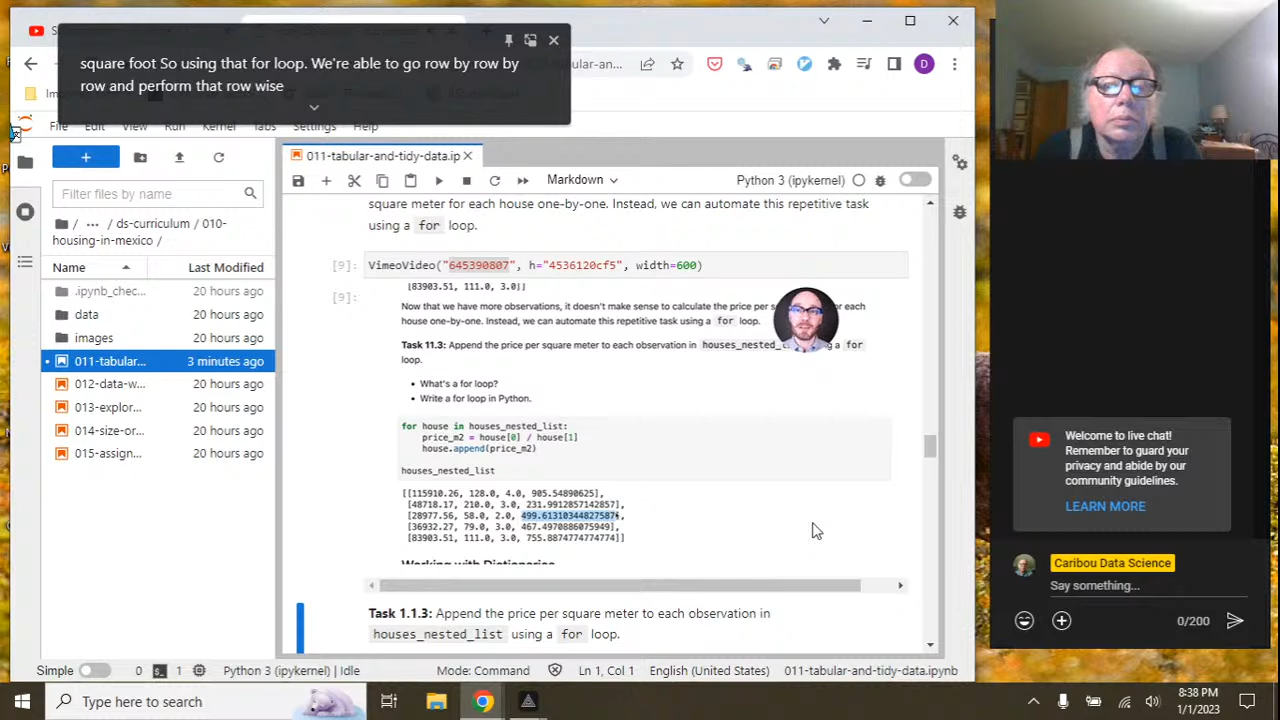 square foot So using that for loop. We're able to go row by row by
row and perform that row wise
File Edit View Run Kernel Tabs Settings Help
Filter files by name
/ ··· / ds-curriculum / 010-
housing-in-mexico /
Name Last Modified
.ipynb_chec... 20 hours ago
data 20 hours ago
images 20 hours ago
011-tabular... 3 minutes ago
012-data-w... 20 hours ago
013-explor... 20 hours ago
014-size-or... 20 hours ago
015-assign... 20 hours ago
011-tabular-and-tidy-data.ip
Markdown Python 3 (ipykernel)
square meter for each house one-by-one. Instead, we can automate this repetitive task
using a for loop.
[9]: VimeoVideo("645390807", h="4536120cf5", width=600)
[9]:
[83903.51, 111.0, 3.0]]
Now that we have more observations, it doesn't make sense to calculate the price per s each
house one-by-one. Instead, we can automate this repetitive task using a for loop.
Task 11.3: Append the price per square meter to each observation in houses_nested_ a for
loop.
• What's a for loop?
• Write a for loop in Python.
for house in houses_nested_list:
price_m2 = house[0] / house[1]
house.append(price_m2)
houses_nested_list
[[115910.26, 128.0, 4.0, 905.54890625],
[48718.17, 210.0, 3.0, 231.9912857142857],
[28977.56, 58.0, 2.0, 499.61310344827587],
[36932.27, 79.0, 3.0, 467.4970886075949],
[83903.51, 111.0, 3.0, 755.8874774774774]]
Working with Dictionaries
Task 1.1.3: Append the price per square meter to each observation in
houses_nested_list using a for loop.
Simple 0 1 Python 3 (ipykernel) | Idle Mode: Command Ln 1, Col 1 English (United States) 011-tabular-and-tidy-data.ipynb
Type here to search
8:38 PM
1/1/2023
Welcome to live chat!
Remember to guard your
privacy and abide by our
community guidelines.
LEARN MORE
Caribou Data Science
Say something...
0/200